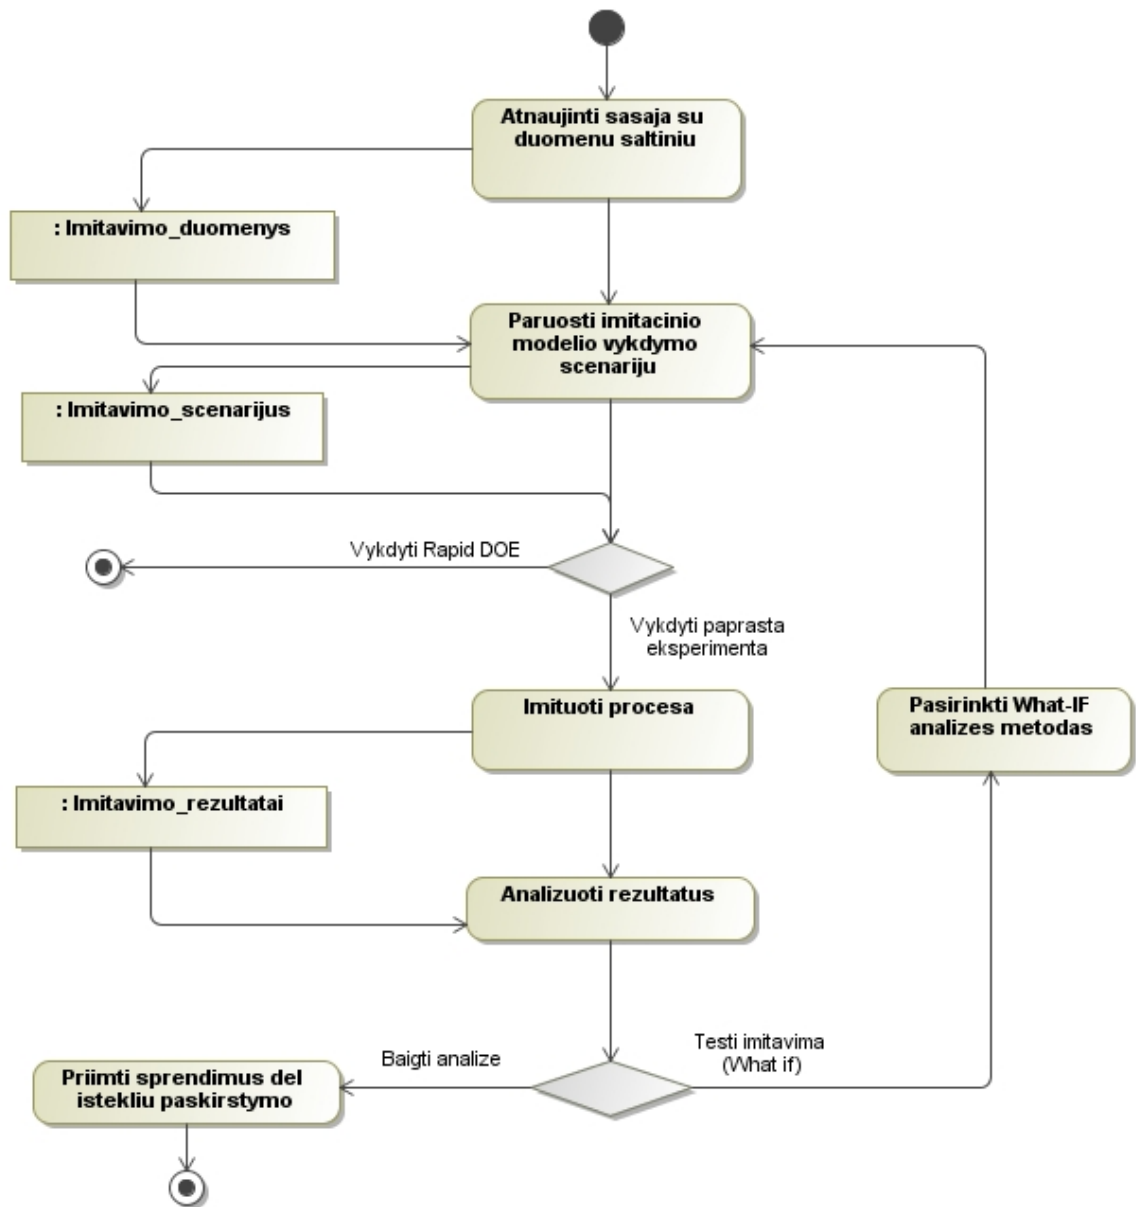 Atnaujinti sasaja su
duomenu saltiniu
: Imitavimo_duomenys
Paruosti imitacinio
modelio vykdymo
scenariju
: Imitavimo_scenarijus
Vykdyti Rapid DOE
Vykdyti paprasta
eksperimenta
Imituoti procesa
Pasirinkti What-IF
analizes metodas
: Imitavimo_rezultatai
Analizuoti rezultatus
Testi imitavima
(What if)
Baigti analize
Priimti sprendimus del
istekliu paskirstymo